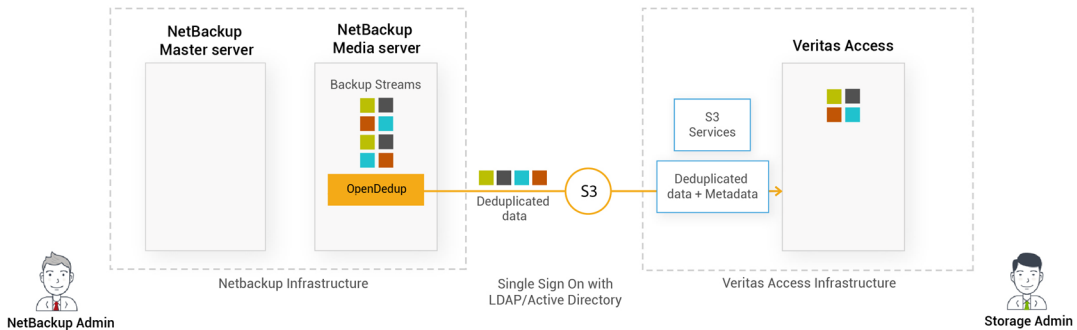 NetBackup
Master server
NetBackup
Media server
Backup Streams
OpenDedup
Deduplicated
data
S3
Veritas Access
S3
Services
Deduplicated
data + Metadata
Netbackup Infrastructure
Single Sign On with
LDAP/Active Directory
Veritas Access Infrastructure
NetBackup Admin
Storage Admin